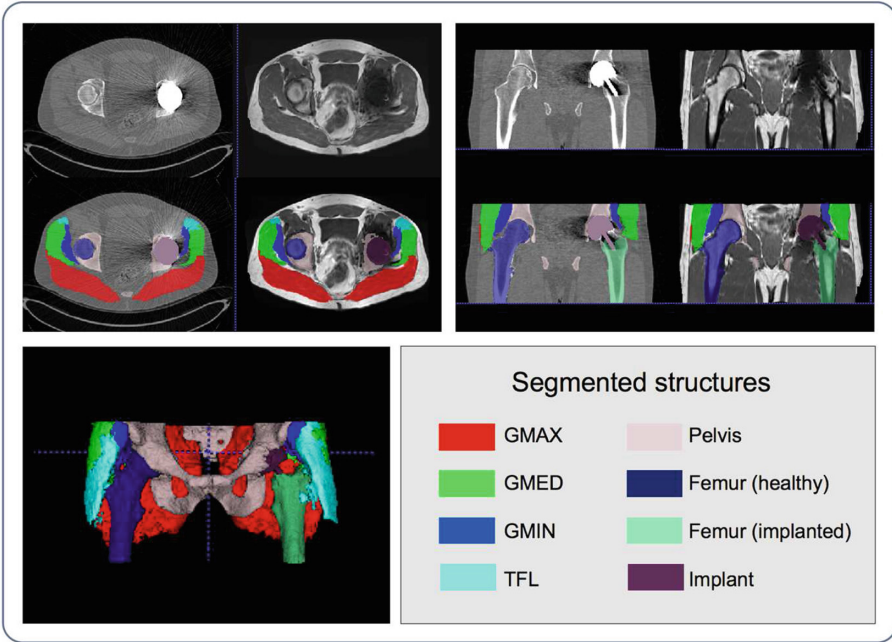 Segmented structures
GMAX
Pelvis
GMED
Femur (healthy)
GMIN
Femur (implanted)
TFL
Implant